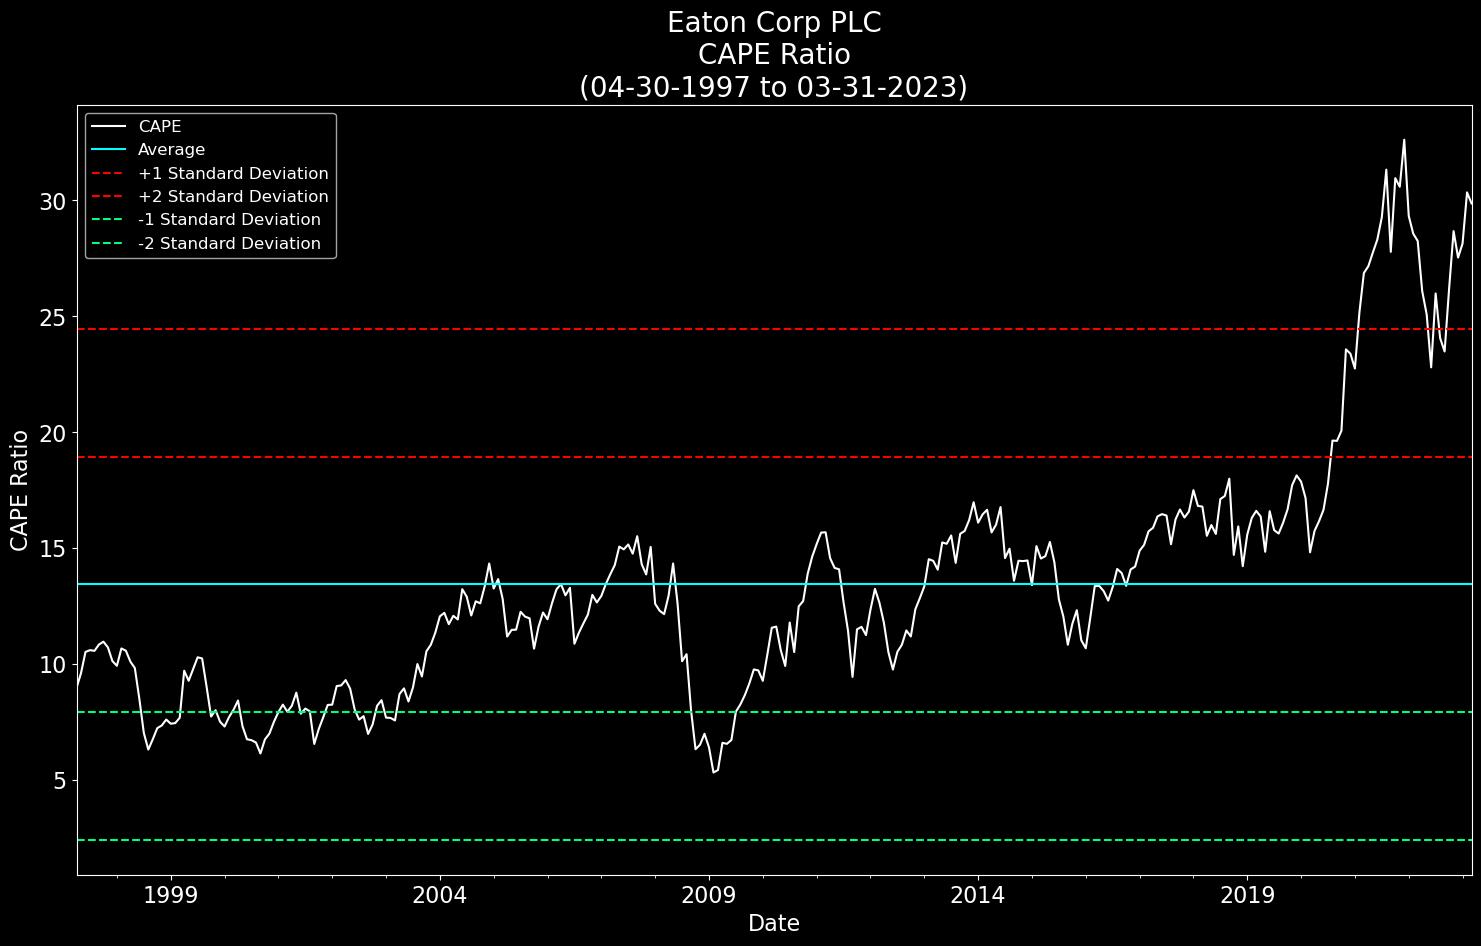 Eaton Corp PLC
CAPE Ratio
(04-30-1997 to 03-31-2023)
CAPE
Average
+1 Standard Deviation
+2 Standard Deviation
-1 Standard Deviation
-2 Standard Deviation
30
25
20
15
10
5
CAPE Ratio
1999
2004
2009
2014
2019
Date